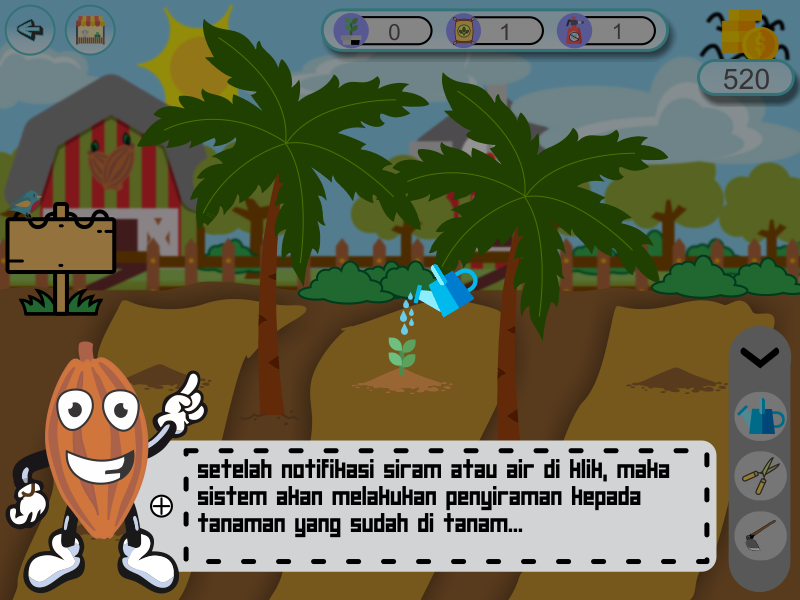 0 1 1
520
setelah notifikasi siram atau air di klik, maka
sistem akan melakukan penyiraman kepada
tanaman yang sudah di tanam...